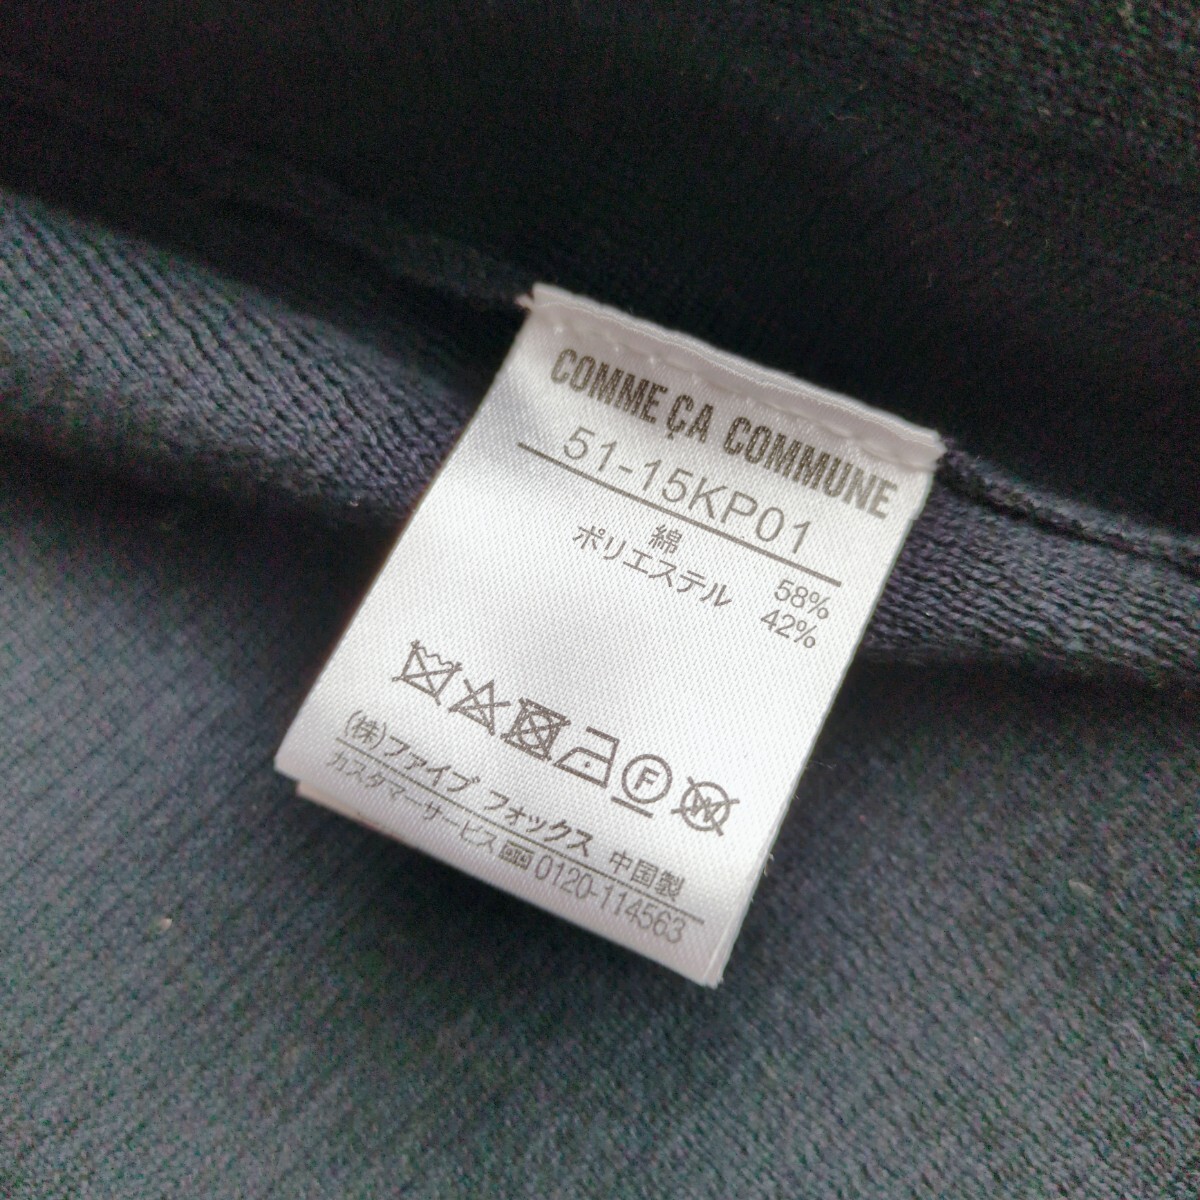 COMME ÇA COMMUNE
51-15KP01
綿 58%
ポリエステル 42%
F
W
(株)ファイブ フォックス 中国製
カスタマーサービス 0120-114563